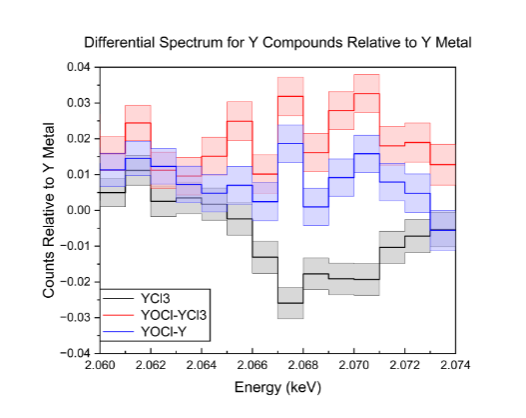 Differential Spectrum for Y Compounds Relative to Y Metal
0.04
0.03
0.02
0.01
0.00
−0.01
−0.02
−0.03
−0.04
Counts Relative to Y Metal
YCl3
YOCl-YCl3
YOCl-Y
2.060 2.062 2.064 2.066 2.068 2.070 2.072 2.074
Energy (keV)